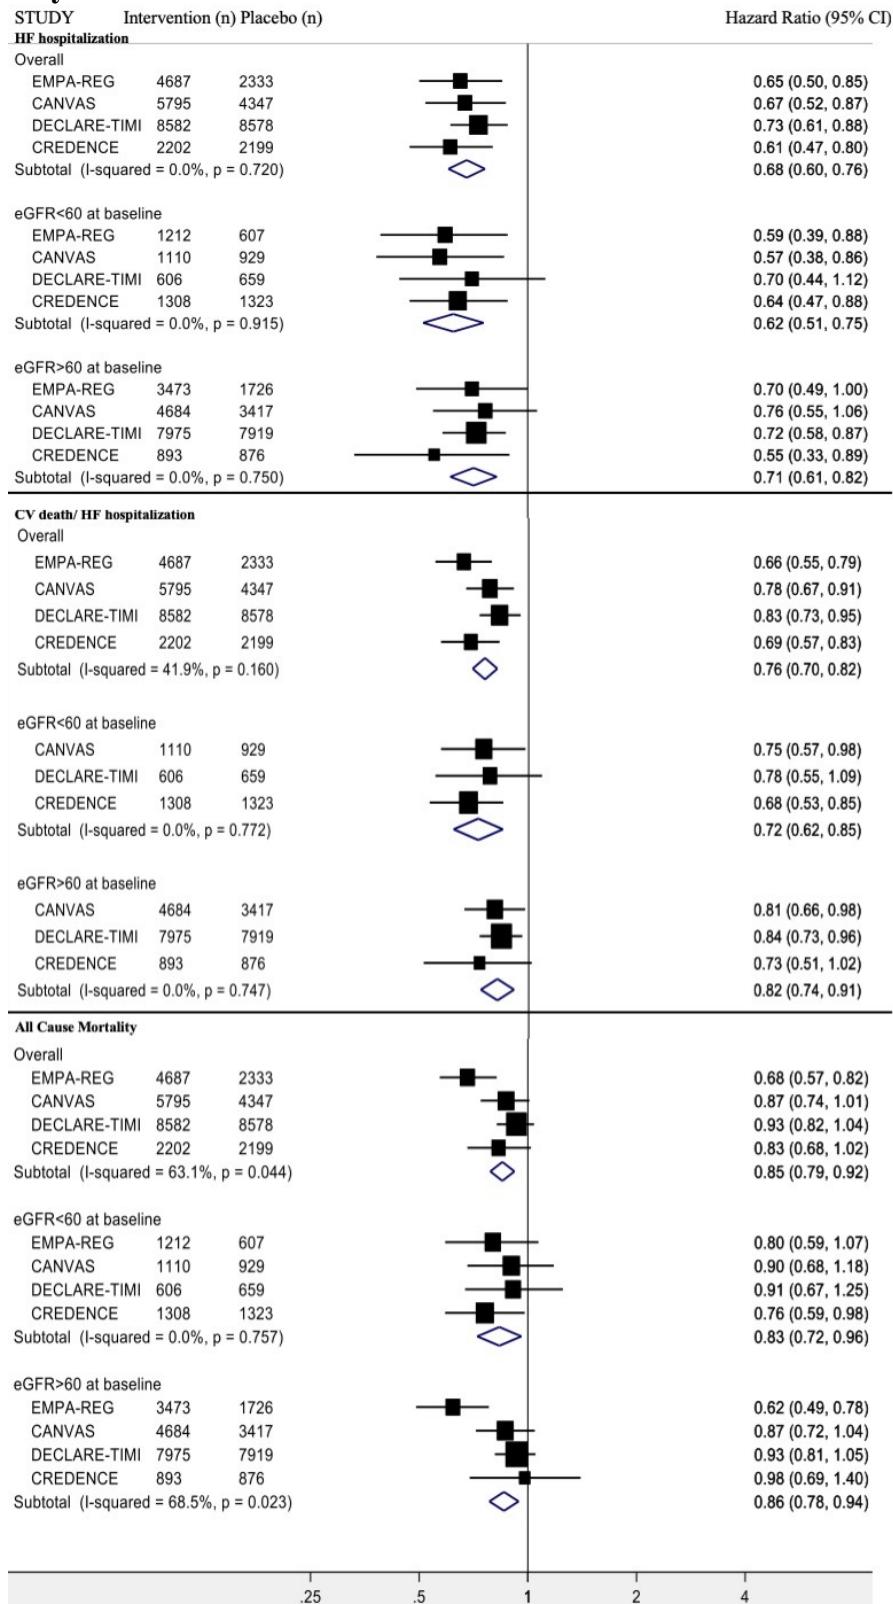 STUDY Intervention (n) Placebo (n) Hazard Ratio (95% CI)
HF hospitalization
Overall
EMPA-REG 4687 2333 0.65 (0.50, 0.85)
CANVAS 5795 4347 0.67 (0.52, 0.87)
DECLARE-TIMI 8582 8578 0.73 (0.61, 0.88)
CREDENCE 2202 2199 0.61 (0.47, 0.80)
Subtotal (I-squared = 0.0%, p = 0.720) 0.68 (0.60, 0.76)
eGFR<60 at baseline
EMPA-REG 1212 607 0.59 (0.39, 0.88)
CANVAS 1110 929 0.57 (0.38, 0.86)
DECLARE-TIMI 606 659 0.70 (0.44, 1.12)
CREDENCE 1308 1323 0.64 (0.47, 0.88)
Subtotal (I-squared = 0.0%, p = 0.915) 0.62 (0.51, 0.75)
eGFR>60 at baseline
EMPA-REG 3473 1726 0.70 (0.49, 1.00)
CANVAS 4684 3417 0.76 (0.55, 1.06)
DECLARE-TIMI 7975 7919 0.72 (0.58, 0.87)
CREDENCE 893 876 0.55 (0.33, 0.89)
Subtotal (I-squared = 0.0%, p = 0.750) 0.71 (0.61, 0.82)
CV death/ HF hospitalization
Overall
EMPA-REG 4687 2333 0.66 (0.55, 0.79)
CANVAS 5795 4347 0.78 (0.67, 0.91)
DECLARE-TIMI 8582 8578 0.83 (0.73, 0.95)
CREDENCE 2202 2199 0.69 (0.57, 0.83)
Subtotal (I-squared = 41.9%, p = 0.160) 0.76 (0.70, 0.82)
eGFR<60 at baseline
CANVAS 1110 929 0.75 (0.57, 0.98)
DECLARE-TIMI 606 659 0.78 (0.55, 1.09)
CREDENCE 1308 1323 0.68 (0.53, 0.85)
Subtotal (I-squared = 0.0%, p = 0.772) 0.72 (0.62, 0.85)
eGFR>60 at baseline
CANVAS 4684 3417 0.81 (0.66, 0.98)
DECLARE-TIMI 7975 7919 0.84 (0.73, 0.96)
CREDENCE 893 876 0.73 (0.51, 1.02)
Subtotal (I-squared = 0.0%, p = 0.747) 0.82 (0.74, 0.91)
All Cause Mortality
Overall
EMPA-REG 4687 2333 0.68 (0.57, 0.82)
CANVAS 5795 4347 0.87 (0.74, 1.01)
DECLARE-TIMI 8582 8578 0.93 (0.82, 1.04)
CREDENCE 2202 2199 0.83 (0.68, 1.02)
Subtotal (I-squared = 63.1%, p = 0.044) 0.85 (0.79, 0.92)
eGFR<60 at baseline
EMPA-REG 1212 607 0.80 (0.59, 1.07)
CANVAS 1110 929 0.90 (0.68, 1.18)
DECLARE-TIMI 606 659 0.91 (0.67, 1.25)
CREDENCE 1308 1323 0.76 (0.59, 0.98)
Subtotal (I-squared = 0.0%, p = 0.757) 0.83 (0.72, 0.96)
eGFR>60 at baseline
EMPA-REG 3473 1726 0.62 (0.49, 0.78)
CANVAS 4684 3417 0.87 (0.72, 1.04)
DECLARE-TIMI 7975 7919 0.93 (0.81, 1.05)
CREDENCE 893 876 0.98 (0.69, 1.40)
Subtotal (I-squared = 68.5%, p = 0.023) 0.86 (0.78, 0.94)
.25 .5 1 2 4